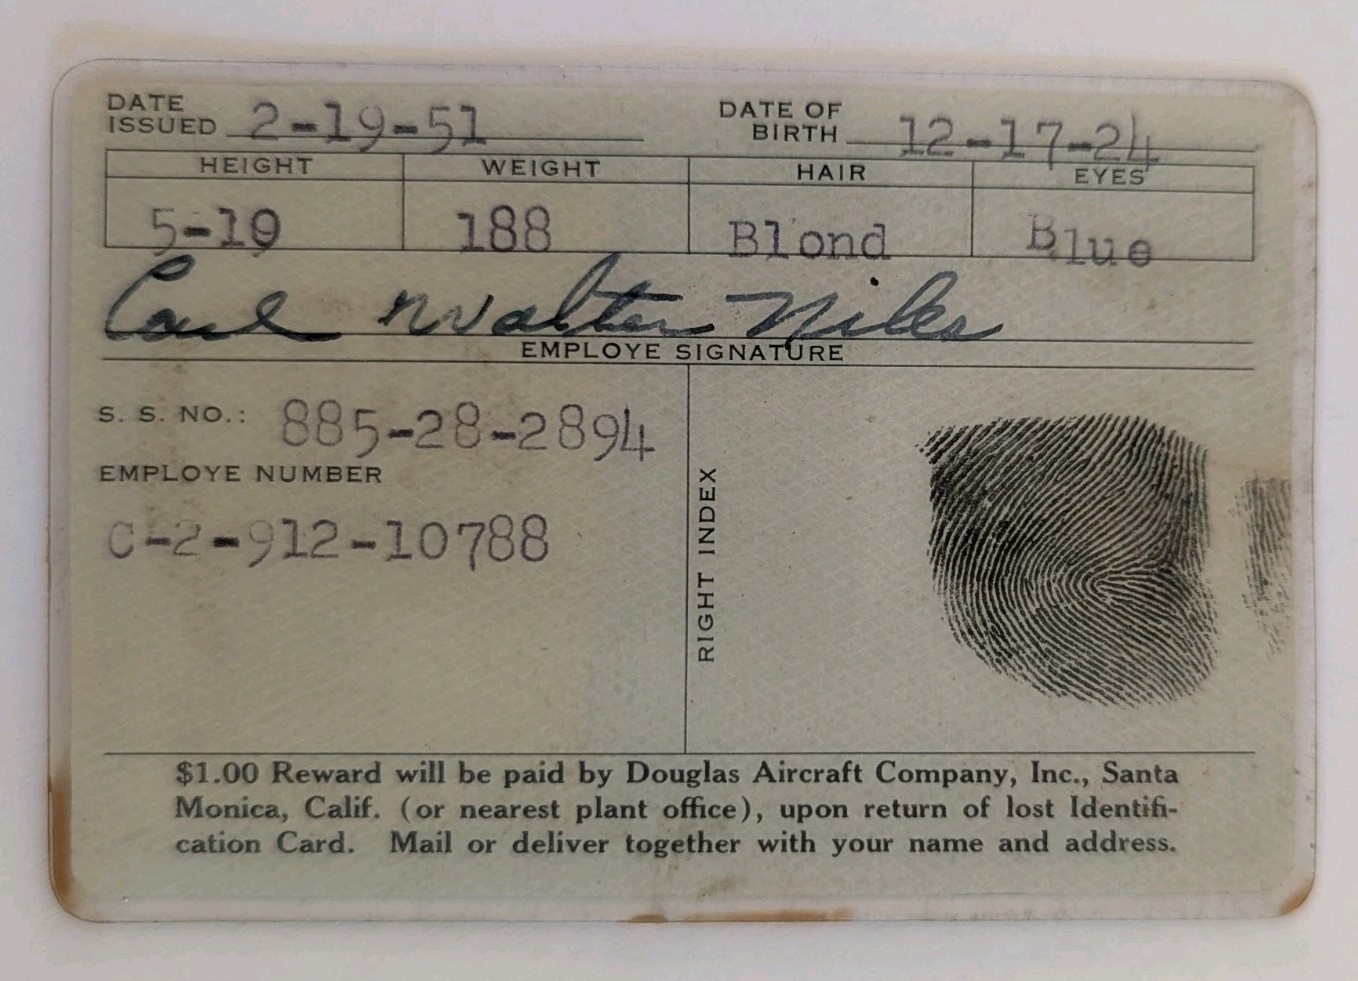 DATE ISSUED 2-19-51 DATE OF BIRTH 12-17-24
HEIGHT WEIGHT HAIR EYES
5-10 188 Blond Blue
Carl Walter Niles
EMPLOYE SIGNATURE
S. S. NO.: 885-28-2894
EMPLOYE NUMBER
C-2-912-10788
RIGHT INDEX
$1.00 Reward will be paid by Douglas Aircraft Company, Inc., Santa
Monica, Calif. (or nearest plant office), upon return of lost Identifi-
cation Card. Mail or deliver together with your name and address.